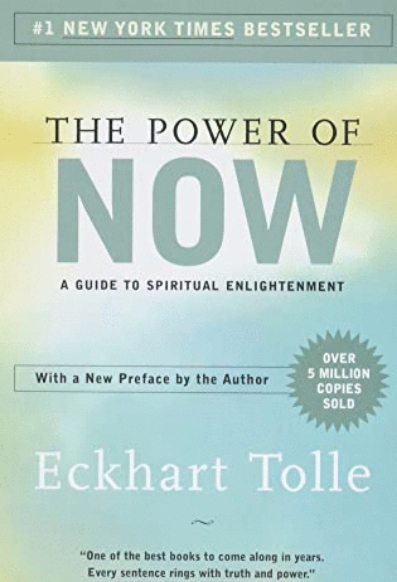 #1 NEW YORK TIMES BESTSELLER
THE POWER OF
NOW
A GUIDE TO SPIRITUAL ENLIGHTENMENT
OVER
5 MILLION
COPIES
SOLD
With a New Preface by the Author
Eckhart Tolle
~
"One of the best books to come along in years.
Every sentence rings with truth and power."